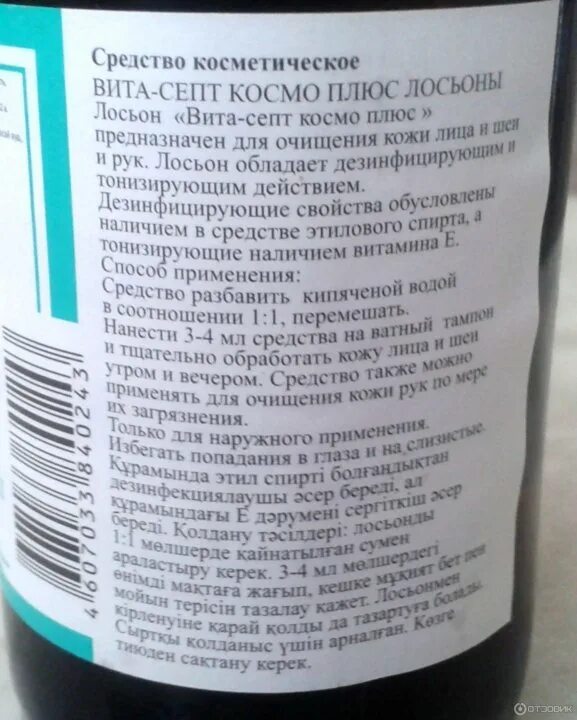 Средство косметическое
ВИТА-СЕПТ КОСМО ПЛЮС ЛОСЬОНЫ
Лосьон «Вита-септ космо плюс »
предназначен для очищения кожи лица и шеи
и рук. Лосьон обладает дезинфицирующим и
тонизирующим действием.
Дезинфицирующие свойства обусловлены
наличием в средстве этилового спирта, а
тонизирующие наличием витамина Е.
Способ применения:
Средство разбавить кипяченой водой
в соотношении 1:1, перемешать.
Нанести 3-4 мл средства на ватный тампон
и тщательно обработать кожу лица и шеи
утром и вечером. Средство также можно
применять для очищения кожи рук по мере
их загрязнения.
Только для наружного применения.
Избегать попадания в глаза и на слизистые.
Құрамында этил спирті болғандықтан
дезинфекциялаушы әсер береді, ал
құрамындағы Е дәрумені сергіткіш әсер
береді. Қолдану тәсілдері: лосьонды
1:1 мөлшерде кайнатылған сумен
араластыру керек. 3-4 мл мөлшердегі
өнімді мақтаға жағып, кешке мұқият бет пен
мойын терісін тазалау қажет. Лосьонмен
кірленуіне қарай қолды да тазартуға болады.
Сыртқы қолданыс үшін арналған. Көзге
тиюден сақтану керек.
4607033840243
ОТЗОВИК